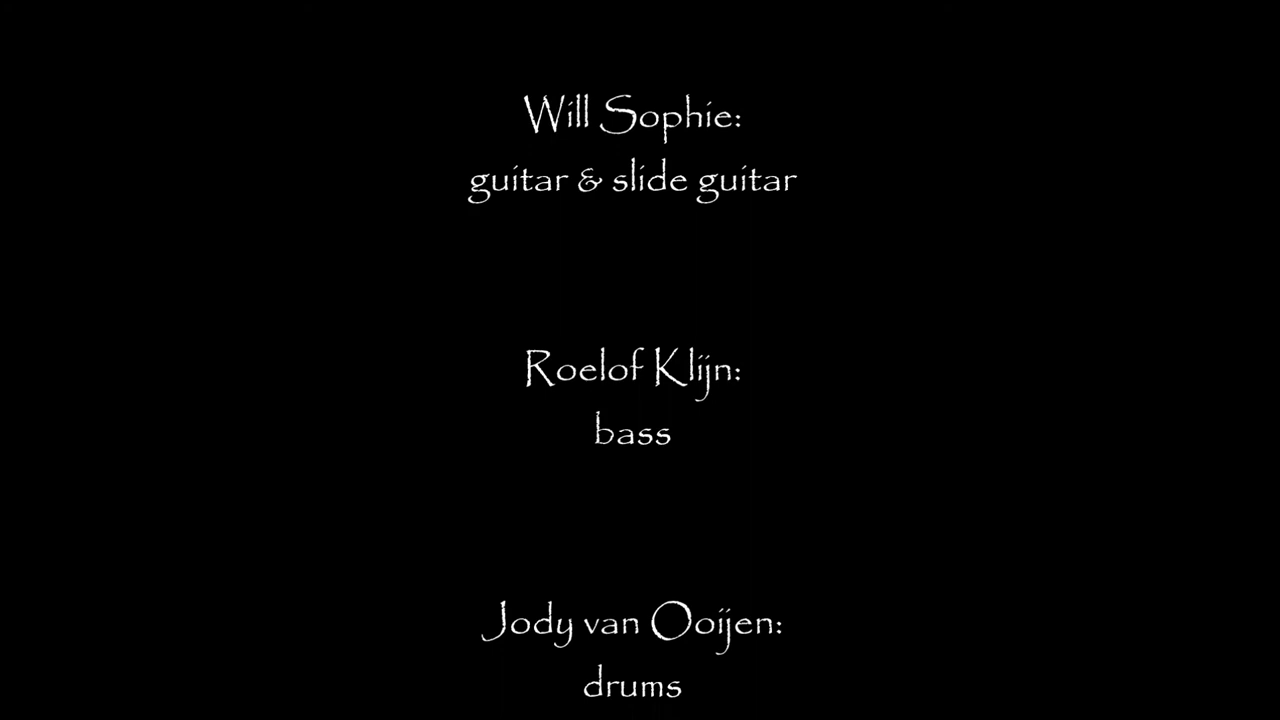 Will Sophie:
guitar & slide guitar
Roelof Klijn:
bass
Jody van Ooijen:
drums